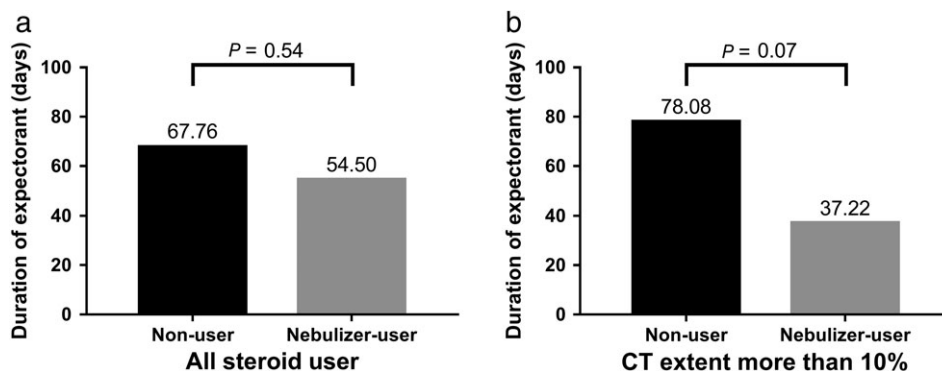 a
P = 0.54
Duration of expectorant (days)
100
80
60
40
20
0
67.76
54.50
Non-user
Nebulizer-user
All steroid user
b
P = 0.07
Duration of expectorant (days)
100
80
60
40
20
0
78.08
37.22
Non-user
Nebulizer-user
CT extent more than 10%